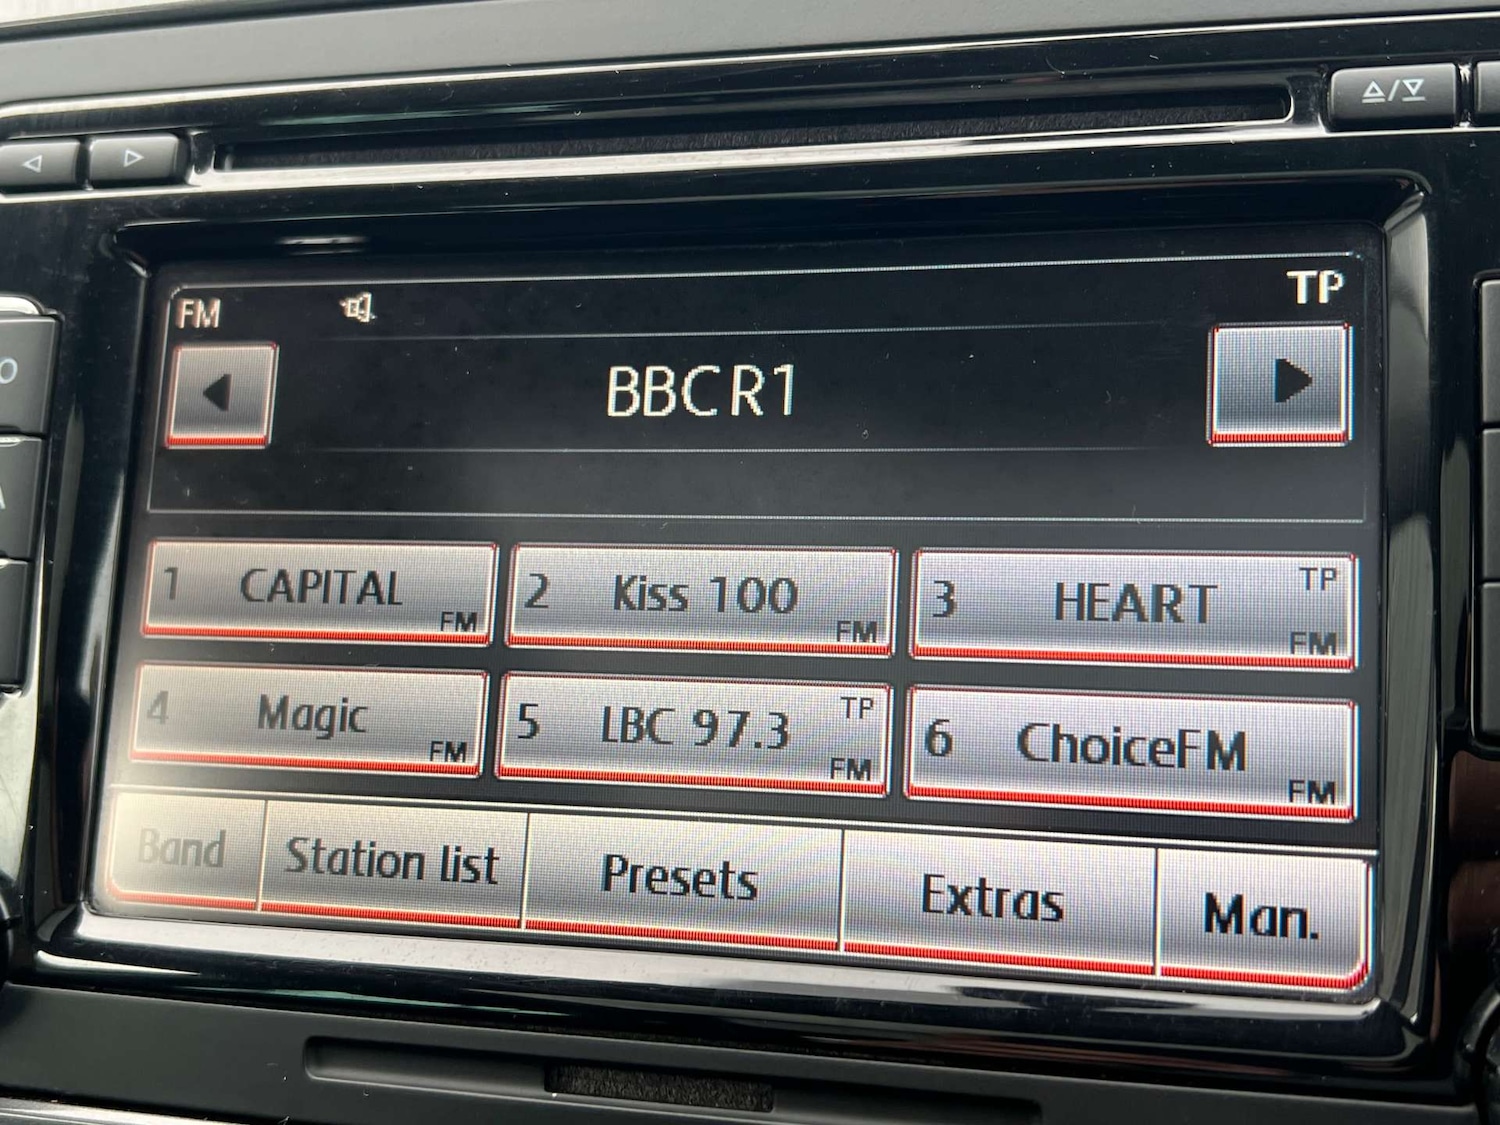 FM
TP
BBC R1
1 CAPITAL FM
2 Kiss 100 FM
3 HEART TP FM
4 Magic FM
5 LBC 97.3 TP FM
6 ChoiceFM FM
Band Station list Presets Extras Man.